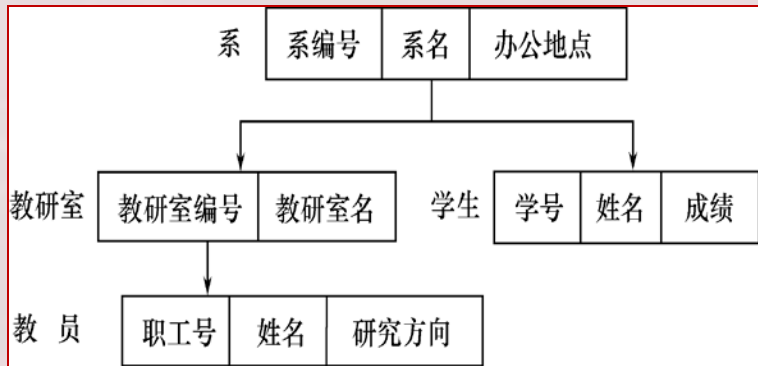 系 系编号 系名 办公地点
教研室 教研室编号 教研室名 学生 学号 姓名 成绩
教 员 职工号 姓名 研究方向